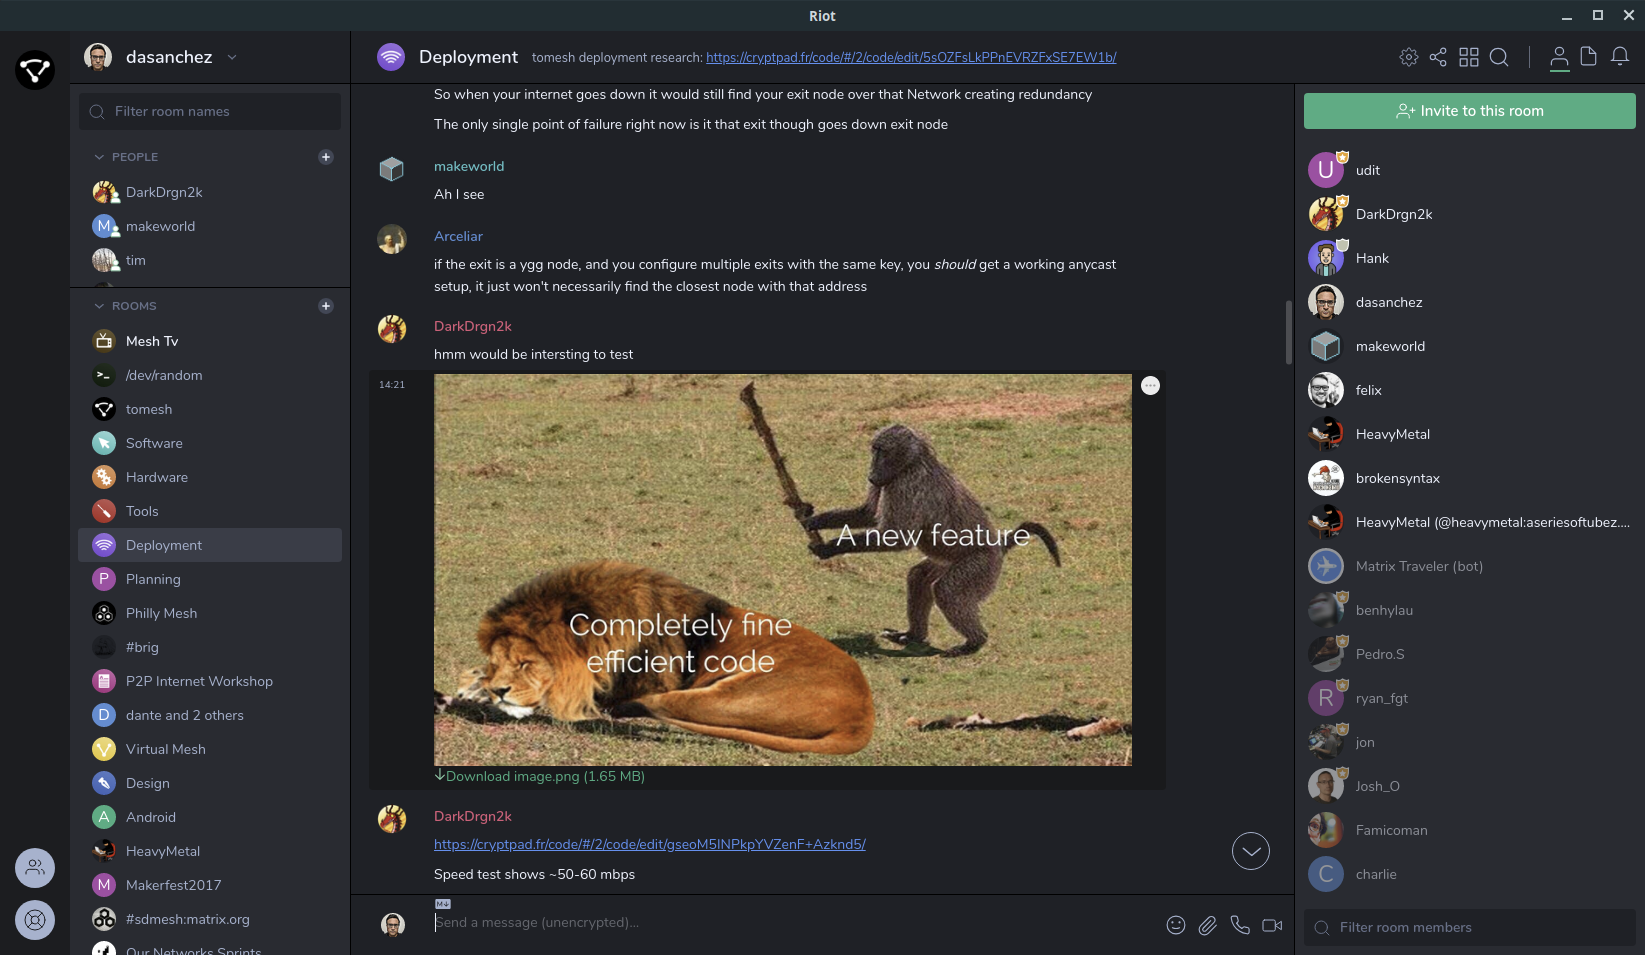 Riot
dasanchez
Deployment
tomesh deployment research: https://cryptpad.fr/code/#/2/code/edit/5sOZFsLkPPnEVRZFxSE7EW1b/
Filter room names
PEOPLE
DarkDrgn2k
M
makeworld
tim
ROOMS
Mesh Tv
/dev/random
tomesh
Software
Hardware
Tools
Deployment
P
Planning
Philly Mesh
#brig
P2P Internet Workshop
D
dante and 2 others
Virtual Mesh
Design
A
Android
HeavyMetal
M
Makerfest2017
#sdmesh:matrix.org
Our Networks Sprints
So when your internet goes down it would still find your exit node over that Network creating redundancy
The only single point of failure right now is it that exit though goes down exit node
makeworld
Ah I see
Arceliar
if the exit is a ygg node, and you configure multiple exits with the same key, you should get a working anycast
setup, it just won't necessarily find the closest node with that address
DarkDrgn2k
hmm would be intersting to test
14:21
A new feature
Completely fine
efficient code
Download image.png (1.65 MB)
DarkDrgn2k
https://cryptpad.fr/code/#/2/code/edit/gseoM5INPkpYVZenF+Azknd5/
Speed test shows ~50-60 mbps
M
Send a message (unencrypted)...
Invite to this room
U
udit
DarkDrgn2k
Hank
dasanchez
makeworld
felix
HeavyMetal
brokensyntax
HeavyMetal (@heavymetal:aseriesoftubez....
Matrix Traveler (bot)
benhylau
Pedro.S
R
ryan_fgt
jon
Josh_O
Famicoman
C
charlie
Filter room members